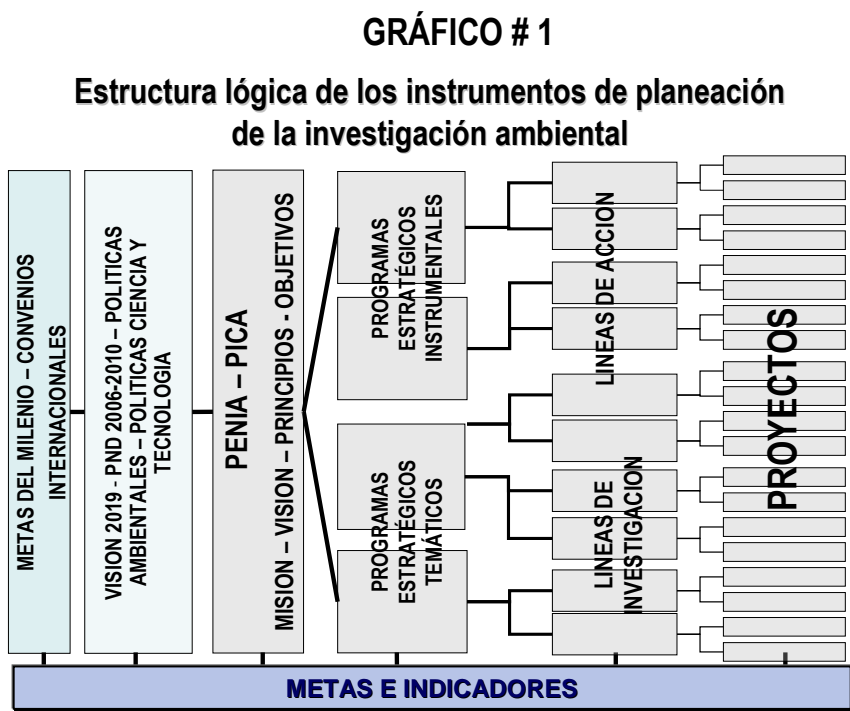 GRÁFICO # 1
Estructura lógica de los instrumentos de planeación
de la investigación ambiental
METAS DEL MILENIO – CONVENIOS
INTERNACIONALES
VISION 2019 - PND 2006-2010 – POLITICAS
AMBIENTALES – POLITICAS CIENCIA Y
TECNOLOGIA
PENIA – PICA
MISION – VISION – PRINCIPIOS - OBJETIVOS
PROGRAMAS
ESTRATÉGICOS
INSTRUMENTALES
PROGRAMAS
ESTRATÉGICOS
TEMÁTICOS
LINEAS DE ACCION
LINEAS DE
INVESTIGACION
PROYECTOS
METAS E INDICADORES